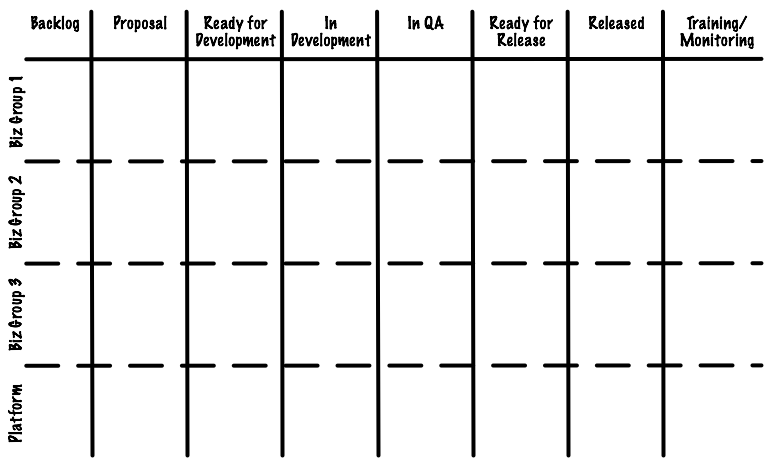 Backlog
Proposal
Ready for
Development
In
Development
In QA
Ready for
Release
Released
Training/
Monitoring
Biz Group 1
Biz Group 2
Biz Group 3
Platform